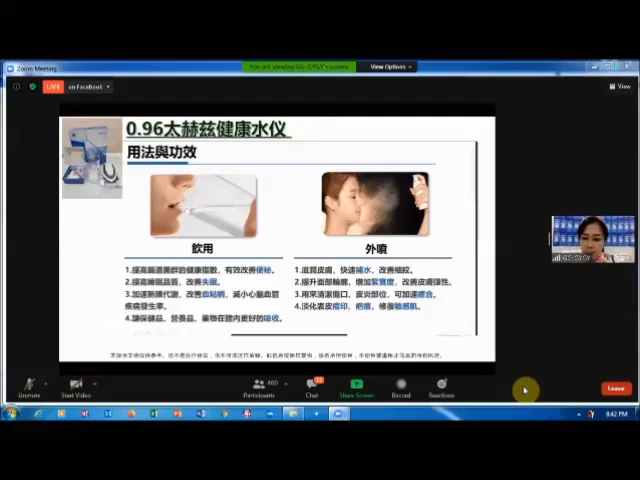 Zoom Meeting
You are viewing GG-SYGY's screen
View Options
LIVE
on Facebook
View
0.96太赫兹健康水仪
用法與功效
飲用
外噴
1.提高腸道菌群的健康指數，有效改善便秘。
2.提高睡眠品質，改善失眠。
3.加速新陳代謝，改善血粘稠，減小心腦血管
疾病發生率。
4.讓保健品、營養品、藥物在體內更好的吸收。
1.滋潤皮膚，快速補水，改善細紋。
2.提升面部輪廓，增加緊實度，改善皮膚彈性。
3.用來清潔傷口，皮炎部位，可加速癒合。
4.淡化表皮痘印、疤痕，修復敏感肌。
GG-SYGY
Unmute
Start Video
460
Participants
Chat
Share Screen
Record
Reactions
Leave
8:42 PM